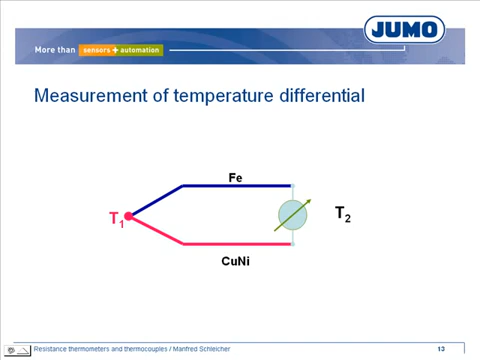 JUMO
More than sensors + automation
Measurement of temperature differential
Fe
T1
T2
CuNi
Resistance thermometers and thermocouples / Manfred Schleicher
13